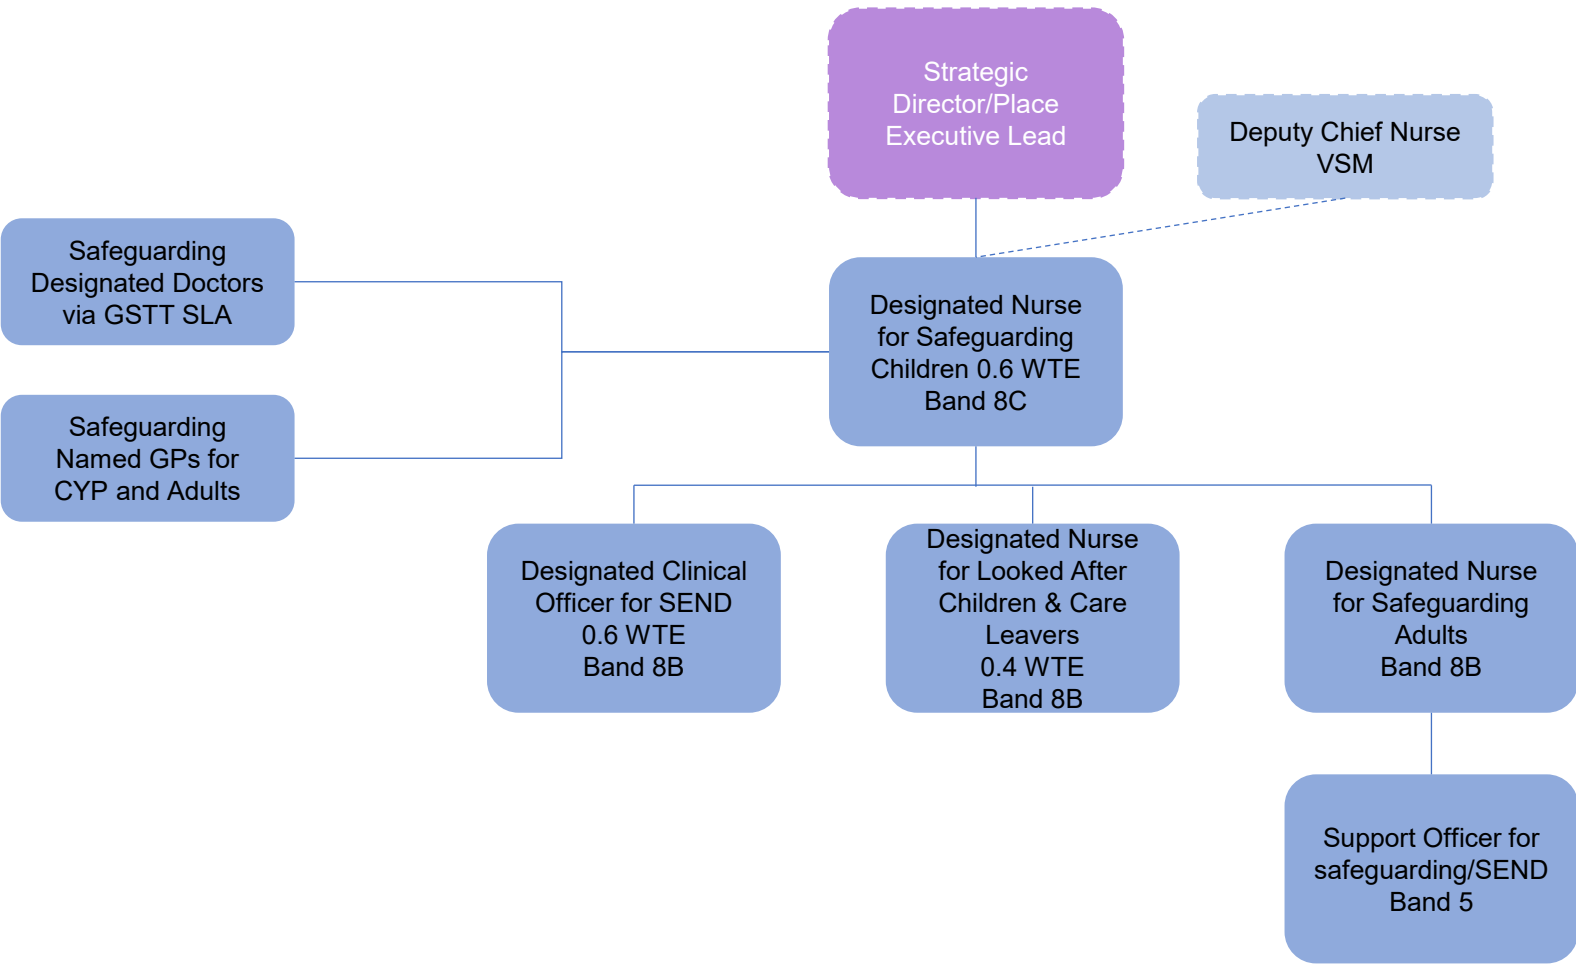 Strategic
Director/Place
Executive Lead
Deputy Chief Nurse
VSM
Safeguarding
Designated Doctors
via GSTT SLA
Designated Nurse
for Safeguarding
Children 0.6 WTE
Band 8C
Safeguarding
Named GPs for
CYP and Adults
Designated Clinical
Officer for SEND
0.6 WTE
Band 8B
Designated Nurse
for Looked After
Children & Care
Leavers
0.4 WTE
Band 8B
Designated Nurse
for Safeguarding
Adults
Band 8B
Support Officer for
safeguarding/SEND
Band 5